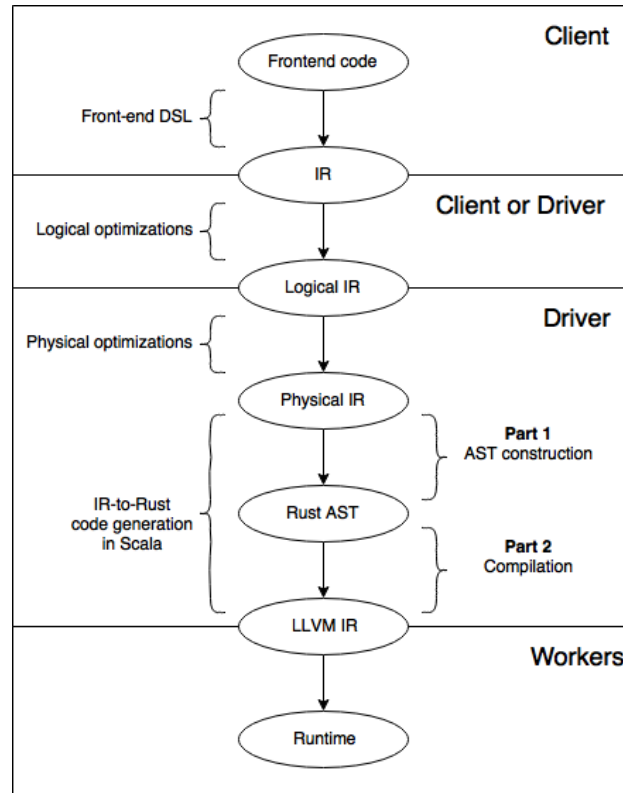 Client
Frontend code
Front-end DSL
IR
Client or Driver
Logical optimizations
Logical IR
Driver
Physical optimizations
Physical IR
Part 1
AST construction
IR-to-Rust
code generation
in Scala
Rust AST
Part 2
Compilation
LLVM IR
Workers
Runtime